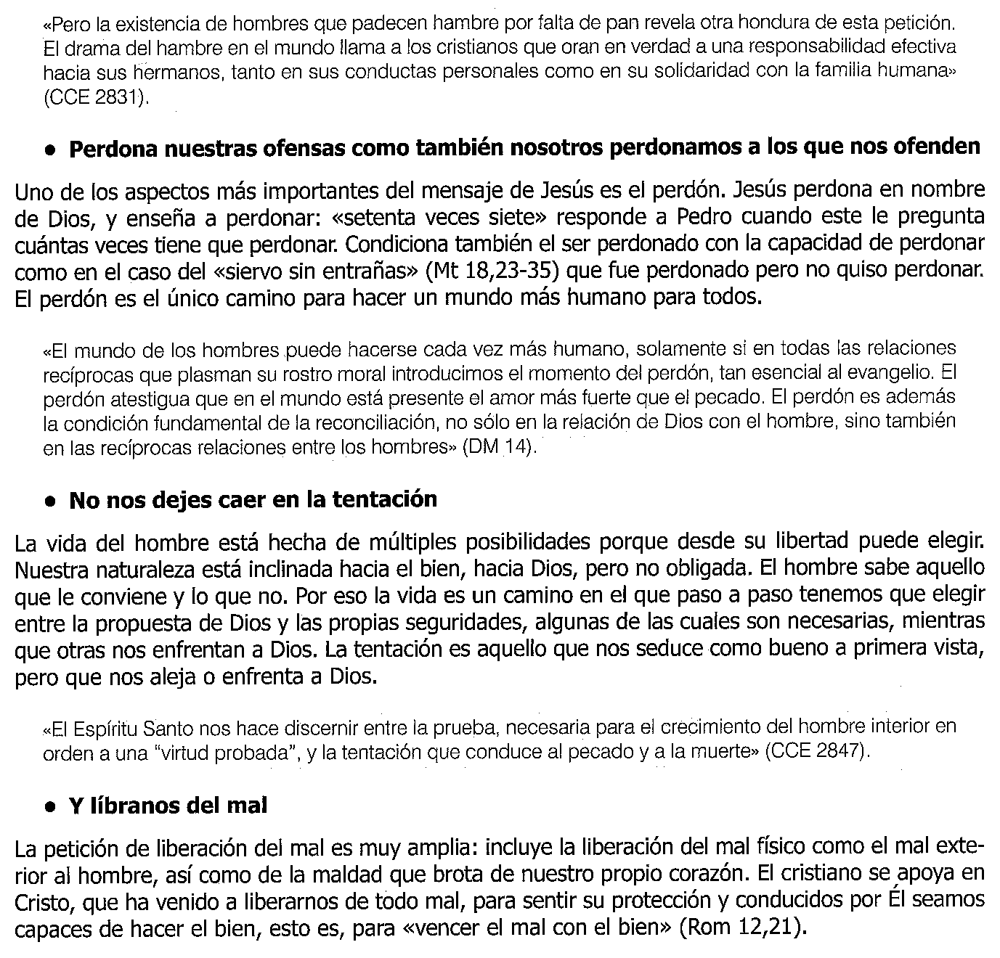 «Pero la existencia de hombres que padecen hambre por falta de pan revela otra hondura de esta petición.
El drama del hambre en el mundo llama a los cristianos que oran en verdad a una responsabilidad efectiva
hacia sus hermanos, tanto en sus conductas personales como en su solidaridad con la familia humana»
(CCE 2831).
• Perdona nuestras ofensas como también nosotros perdonamos a los que nos ofenden
Uno de los aspectos más importantes del mensaje de Jesús es el perdón. Jesús perdona en nombre
de Dios, y enseña a perdonar: «setenta veces siete» responde a Pedro cuando este le pregunta
cuántas veces tiene que perdonar. Condiciona también el ser perdonado con la capacidad de perdonar
como en el caso del «siervo sin entrañas» (Mt 18,23-35) que fue perdonado pero no quiso perdonar.
El perdón es el único camino para hacer un mundo más humano para todos.
«El mundo de los hombres puede hacerse cada vez más humano, solamente si en todas las relaciones
recíprocas que plasman su rostro moral introducimos el momento del perdón, tan esencial al evangelio. El
perdón atestigua que en el mundo está presente el amor más fuerte que el pecado. El perdón es además
la condición fundamental de la reconciliación, no sólo en la relación de Dios con el hombre, sino también
en las recíprocas relaciones entre los hombres» (DM 14).
• No nos dejes caer en la tentación
La vida del hombre está hecha de múltiples posibilidades porque desde su libertad puede elegir.
Nuestra naturaleza está inclinada hacia el bien, hacia Dios, pero no obligada. El hombre sabe aquello
que le conviene y lo que no. Por eso la vida es un camino en el que paso a paso tenemos que elegir
entre la propuesta de Dios y las propias seguridades, algunas de las cuales son necesarias, mientras
que otras nos enfrentan a Dios. La tentación es aquello que nos seduce como bueno a primera vista,
pero que nos aleja o enfrenta a Dios.
«El Espíritu Santo nos hace discernir entre la prueba, necesaria para el crecimiento del hombre interior en
orden a una “virtud probada”, y la tentación que conduce al pecado y a la muerte» (CCE 2847).
• Y líbranos del mal
La petición de liberación del mal es muy amplia: incluye la liberación del mal físico como el mal exte-
rior al hombre, así como de la maldad que brota de nuestro propio corazón. El cristiano se apoya en
Cristo, que ha venido a liberarnos de todo mal, para sentir su protección y conducidos por Él seamos
capaces de hacer el bien, esto es, para «vencer el mal con el bien» (Rom 12,21).